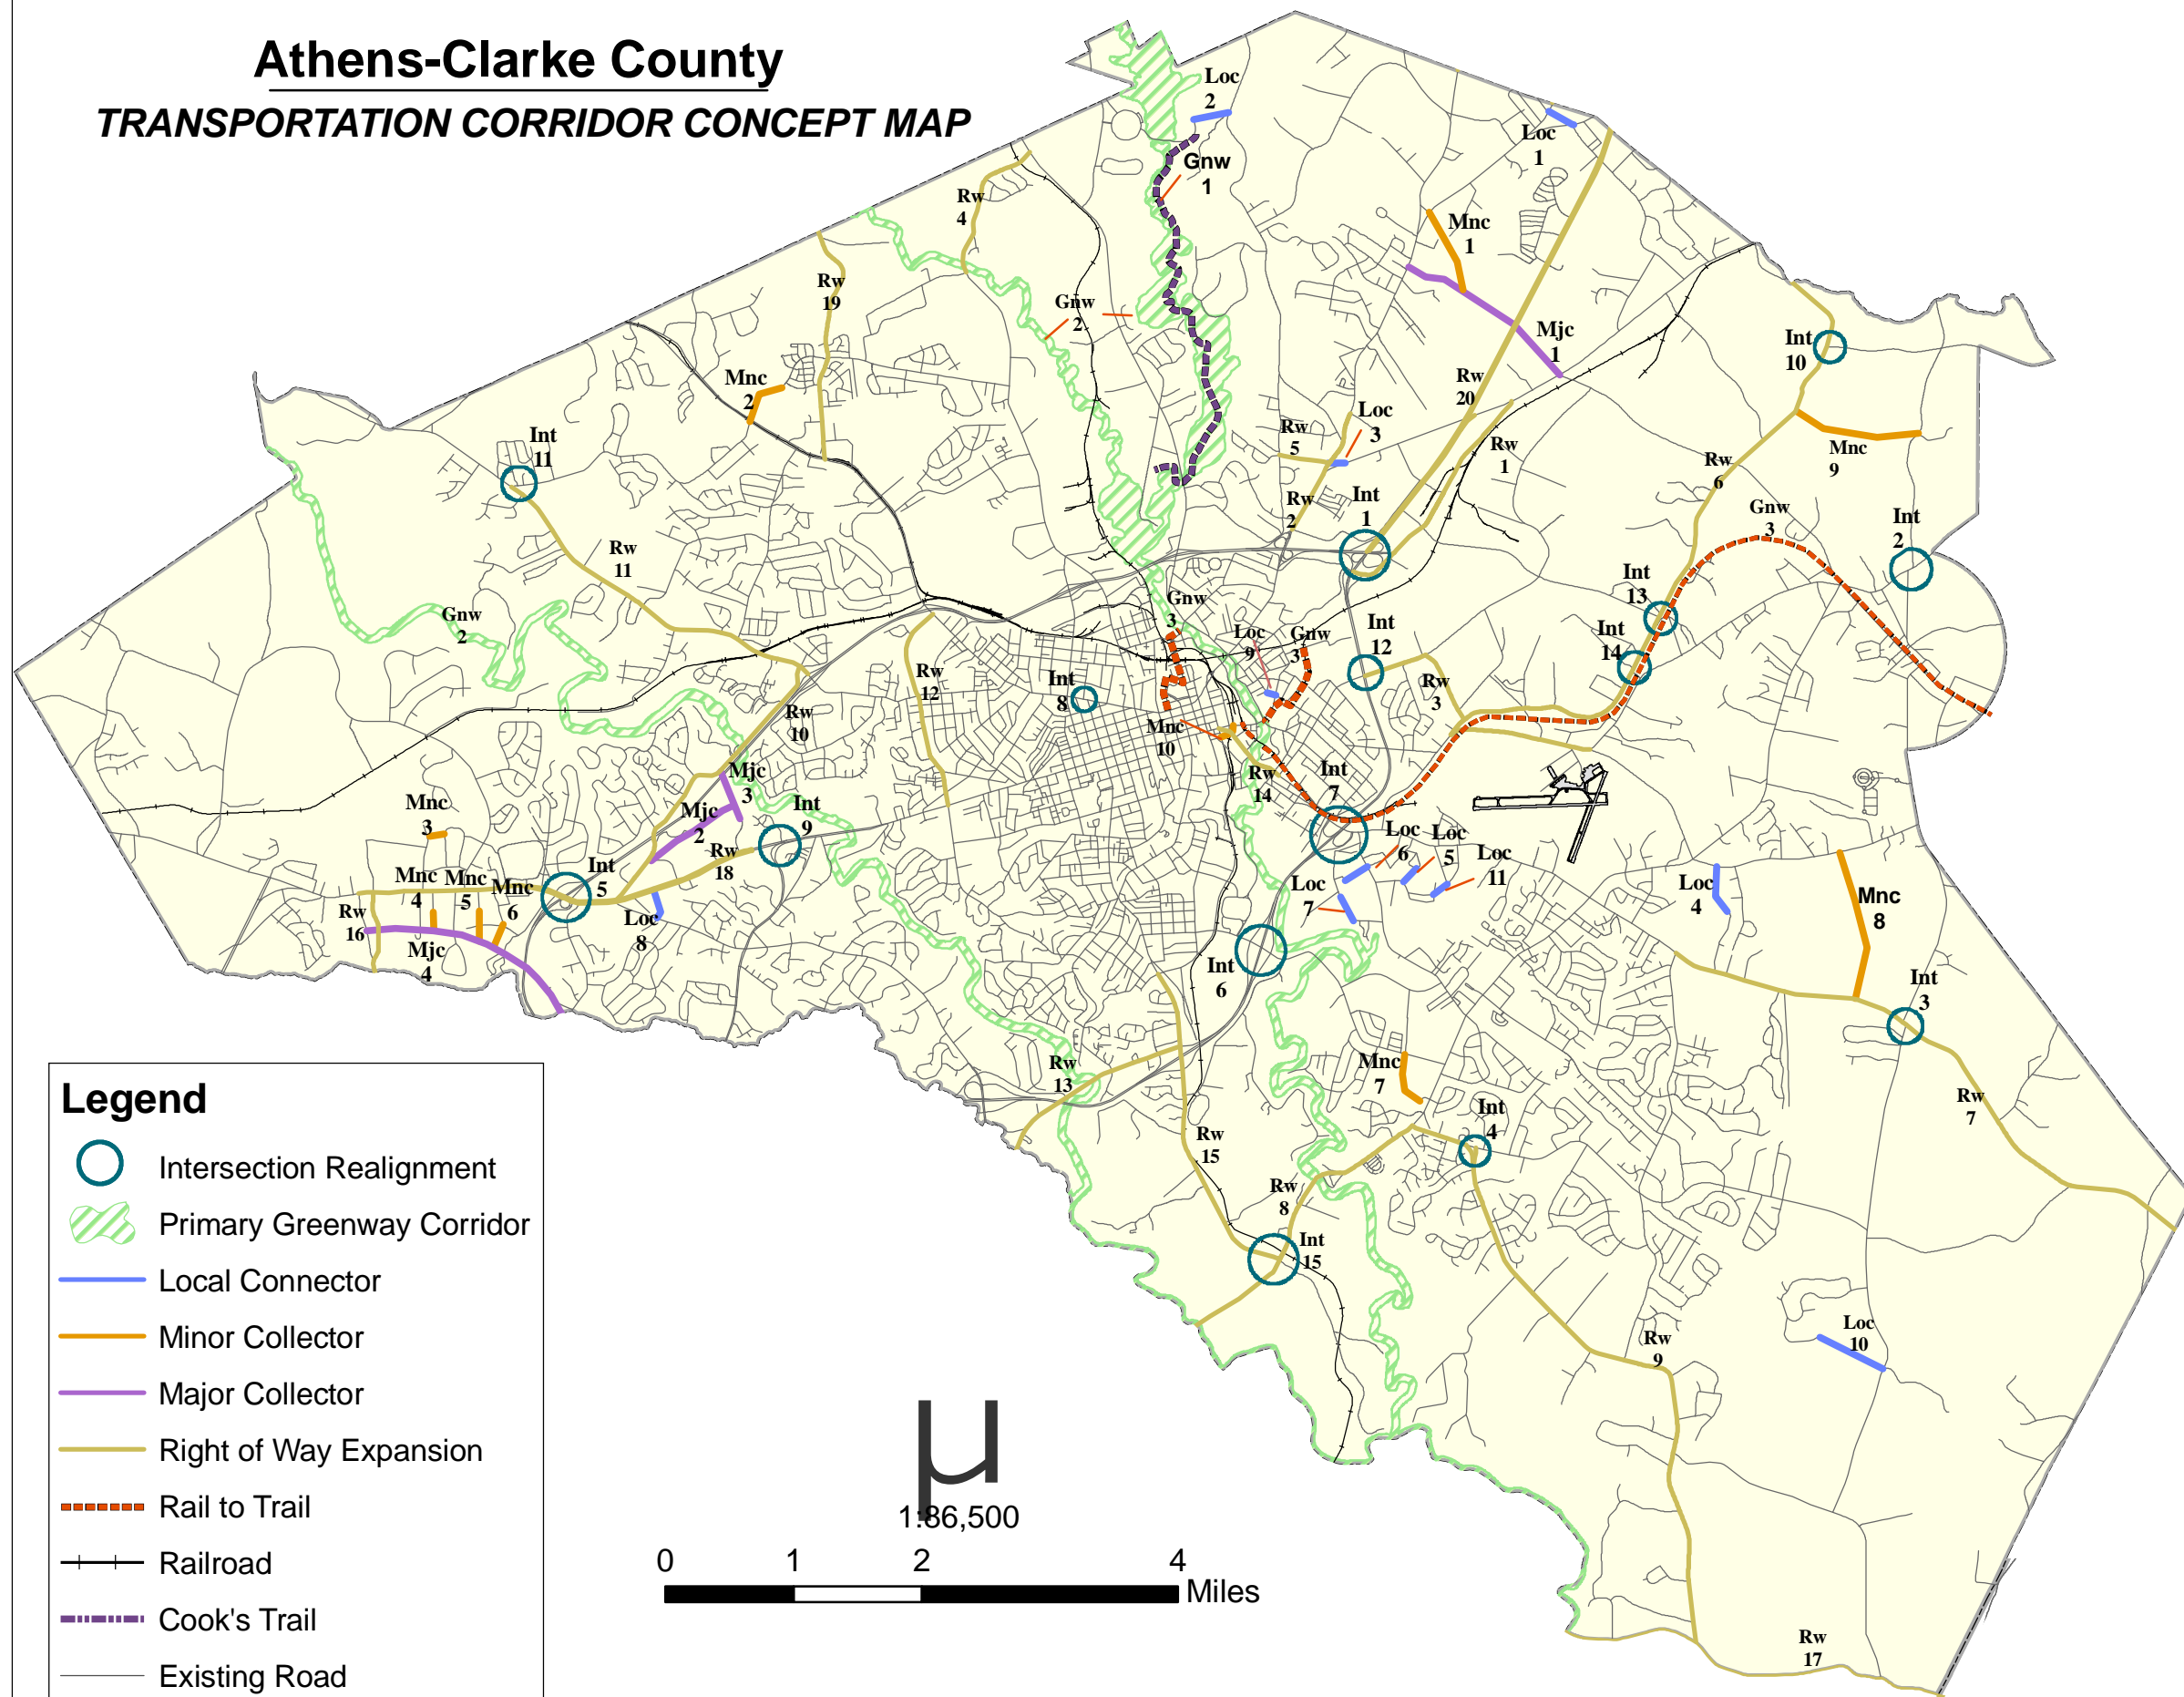 Athens-Clarke County
TRANSPORTATION CORRIDOR CONCEPT MAP
Loc
2
Loc
1
Gnw
1
Rw
4
Mnc
1
Rw
19
Gnw
2
Mjc
1
Int
10
Mnc
2
Rw
20
Loc
3
Rw
5
Rw
1
Mnc
9
Int
11
Rw
6
Rw
2
Int
1
Gnw
3
Int
2
Rw
11
Int
13
Gnw
2
Gnw
3
Loc
9
Gnw
3
Int
12
Int
14
Rw
12
Int
8
Rw
3
Rw
10
Mnc
10
Mjc
3
Rw
14
Int
7
Mnc
3
Mjc
2
Int
9
Loc
6
Loc
5
Loc
11
Rw
18
Mnc
4
Mnc
5
Mnc
6
Int
5
Loc
7
Loc
4
Mnc
8
Rw
16
Loc
8
Mjc
4
Int
6
Int
3
Rw
13
Mnc
7
Int
4
Rw
7
Rw
15
Rw
8
Int
15
Loc
10
Rw
9
Rw
17
Legend
Intersection Realignment
Primary Greenway Corridor
Local Connector
Minor Collector
Major Collector
Right of Way Expansion
Rail to Trail
Railroad
Cook's Trail
Existing Road
µ
1:86,500
0 1 2 4
Miles